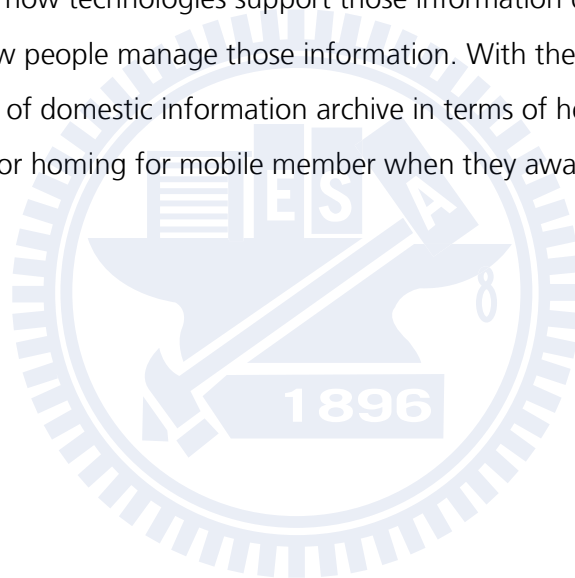 how technologies support those information
w people manage those information. With the
of domestic information archive in terms of
or homing for mobile member when they awa
E S A
1896